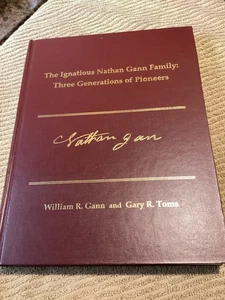 The Ignatious Nathan Gann Family:
Three Generations of Pioneers
Nathan Gann
William R. Gann and Gary R. Toms